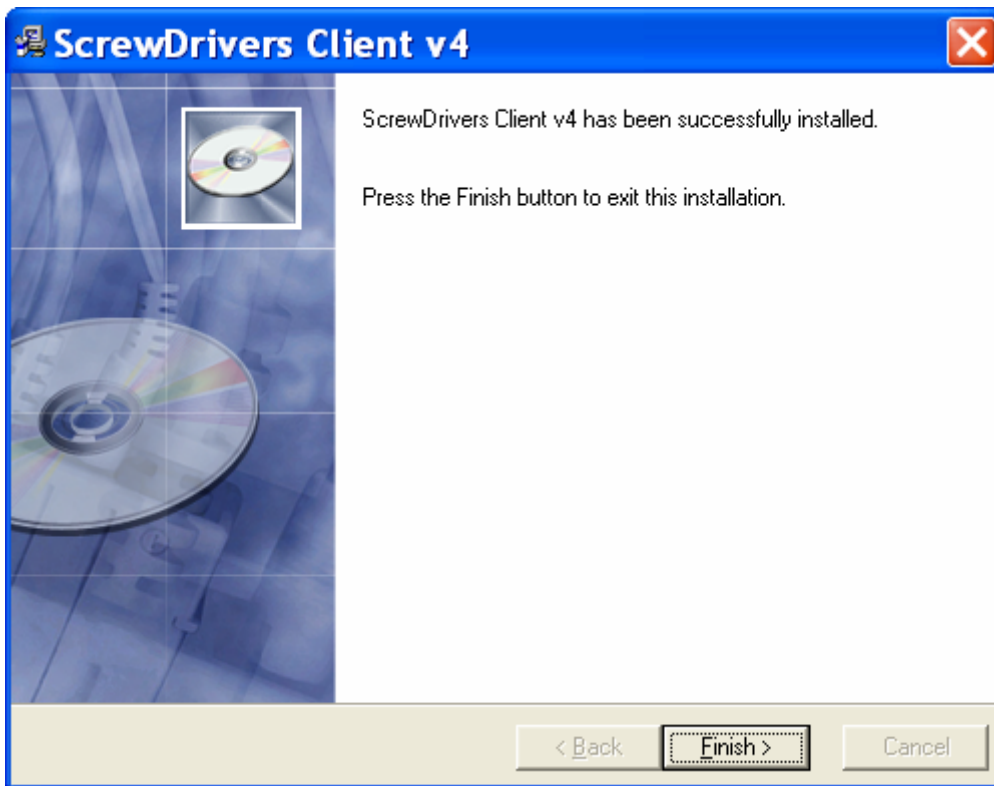 ScrewDrivers Client v4
ScrewDrivers Client v4 has been successfully installed.
Press the Finish button to exit this installation.
< Back
Finish >
Cancel